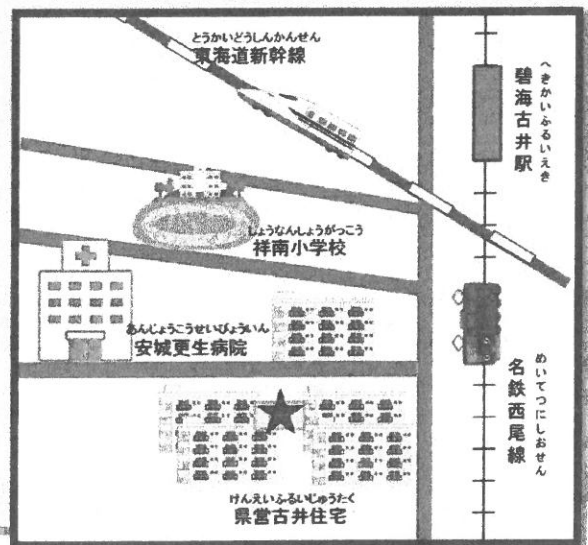 とうかいどうしんかんせん
東海道新幹線
へきかいふるいえき
碧海古井駅
しょうなんしょうがっこう
祥南小学校
あんじょうこうせいびょういん
安城更生病院
めいてつにしおせん
名鉄西尾線
けんえいふるいじゅうたく
県営古井住宅